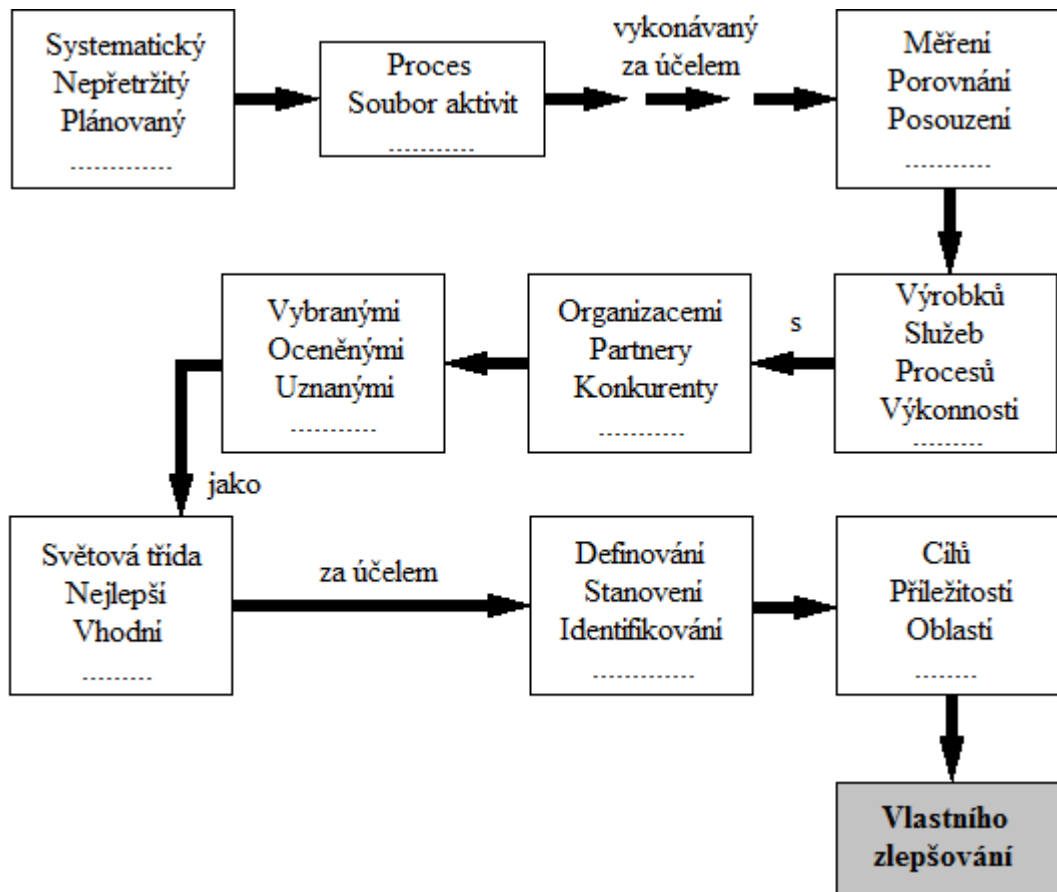 Systematický
Nepřetržitý
Plánovaný
.............
Proces
Soubor aktivit
...........
vykonávaný
za účelem
Měření
Porovnání
Posouzení
...........
Výrobků
Služeb
Procesů
Výkonnosti
.........
s
Organizacemi
Partnery
Konkurenty
...........
Vybranými
Oceněnými
Uznanými
...........
jako
Světová třída
Nejlepší
Vhodní
.........
za účelem
Definování
Stanovení
Identifikování
.............
Cílů
Příležitostí
Oblastí
........
Vlastního
zlepšování